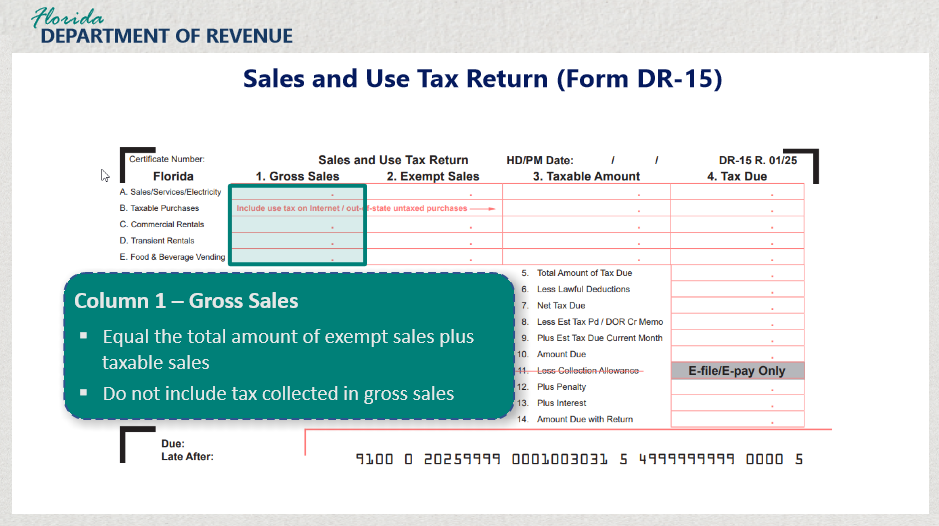 Florida
DEPARTMENT OF REVENUE
Sales and Use Tax Return (Form DR-15)
Certificate Number:
Sales and Use Tax Return
HD/PM Date: / /
DR-15 R. 01/25
Florida
1. Gross Sales
2. Exempt Sales
3. Taxable Amount
4. Tax Due
A. Sales/Services/Electricity
B. Taxable Purchases
Include use tax on Internet / out-of-state untaxed purchases
C. Commercial Rentals
D. Transient Rentals
E. Food & Beverage Vending
Column 1 – Gross Sales
▪ Equal the total amount of exempt sales plus
taxable sales
▪ Do not include tax collected in gross sales
5. Total Amount of Tax Due
6. Less Lawful Deductions
7. Net Tax Due
8. Less Est Tax Pd / DOR Cr Memo
9. Plus Est Tax Due Current Month
10. Amount Due
11. Less Collection Allowance
E-file/E-pay Only
12. Plus Penalty
13. Plus Interest
14. Amount Due with Return
Due:
Late After:
9100 0 20259999 0001003031 5 4999999999 0000 5